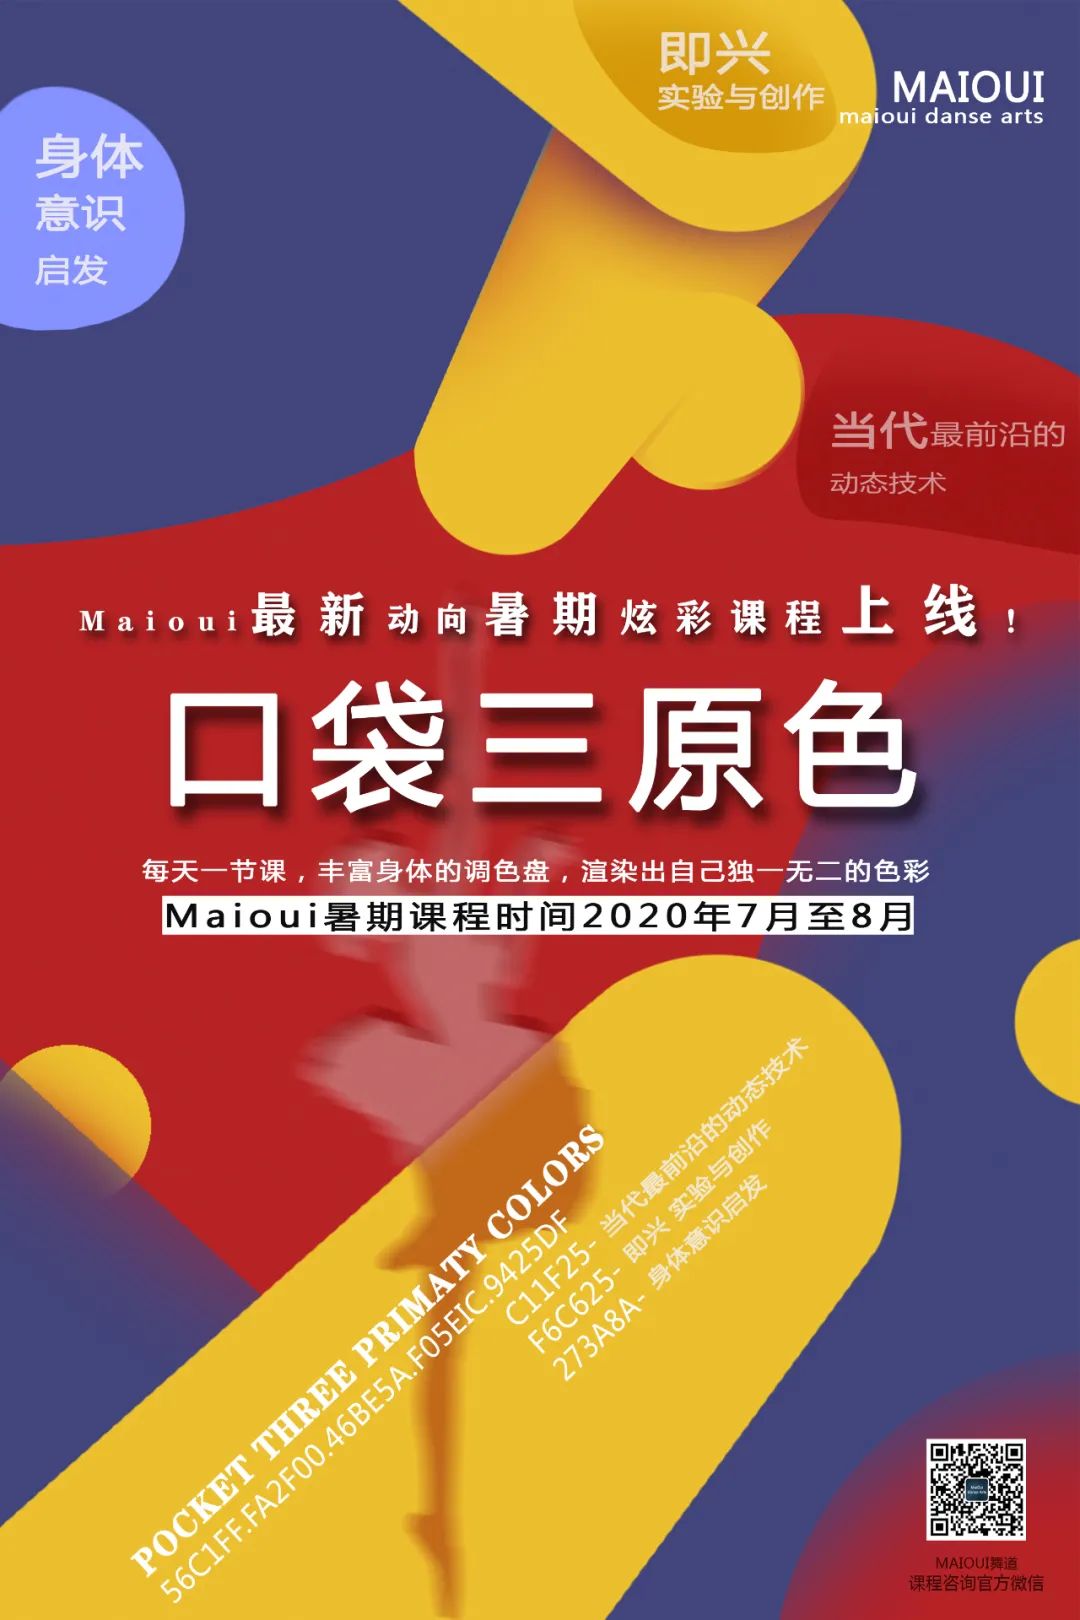 即兴
实验与创作
MAIOUI
maioui danse arts
身体
意识
启发
当代最前沿的
动态技术
Maioui最新动向暑期炫彩课程上线!
口袋三原色
每天一节课，丰富身体的调色盘，渲染出自己独一无二的色彩
Maioui暑期课程时间2020年7月至8月
POCKET THREE PRIMATY COLORS
56C1FF.FA2F00.46BE5A.F05EIC.9425DF
C11F25- 当代最前沿的动态技术
F6C625- 即兴 实验与创作
273A8A- 身体意识启发
MAIOUI舞道
课程咨询官方微信